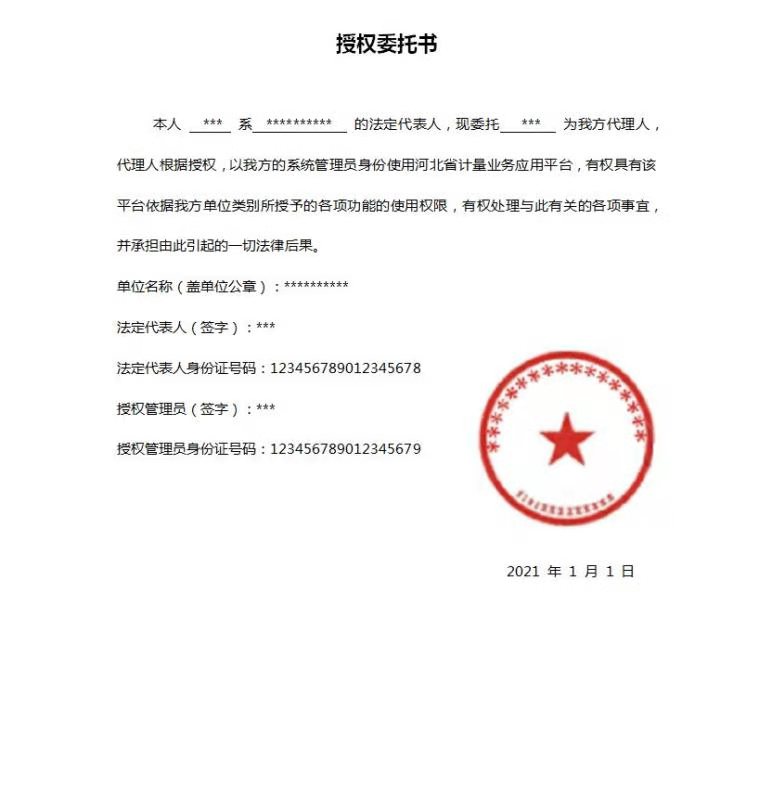 授权委托书
本人 *** 系 ********** 的法定代表人，现委托 *** 为我方代理人，
代理人根据授权，以我方的系统管理员身份使用河北省计量业务应用平台，有权具有该
平台依据我方单位类别所授予的各项功能的使用权限，有权处理与此有关的各项事宜，
并承担由此引起的一切法律后果。
单位名称（盖单位公章）：**********
法定代表人（签字）：***
法定代表人身份证号码：123456789012345678
授权管理员（签字）：***
授权管理员身份证号码：123456789012345679
2021 年 1 月 1 日